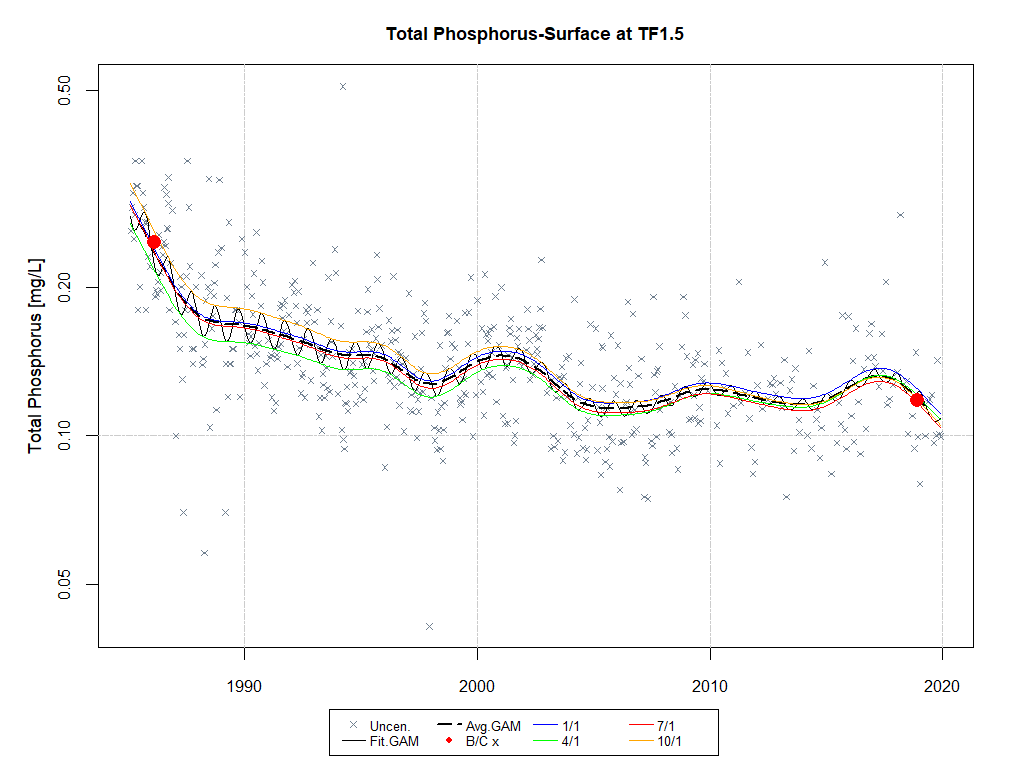 Total Phosphorus-Surface at TF1.5
Total Phosphorus [mg/L]
0.50
0.20
0.10
0.05
1990 2000 2010 2020
Uncen. Avg.GAM 1/1 7/1
Fit.GAM B/C x 4/1 10/1